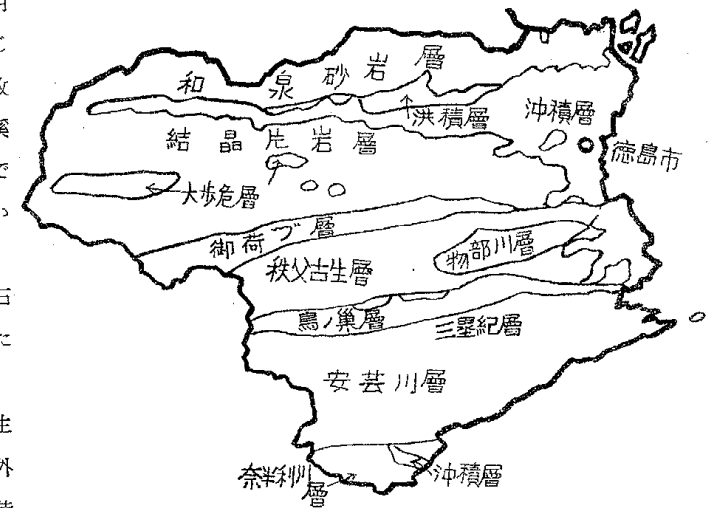 和泉砂岩層
洪積層
沖積層
結晶片岩層
徳島市
大歩危層
御荷ヅ層
物部川層
秩父古生層
鳥ノ巣層
三塁紀層
安芸川層
奈半利川層
沖積層